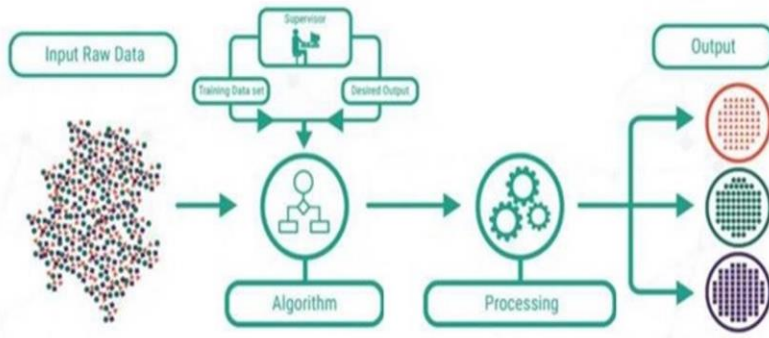 Input Raw Data
Supervisor
Training Data set
Desired Output
Algorithm
Processing
Output